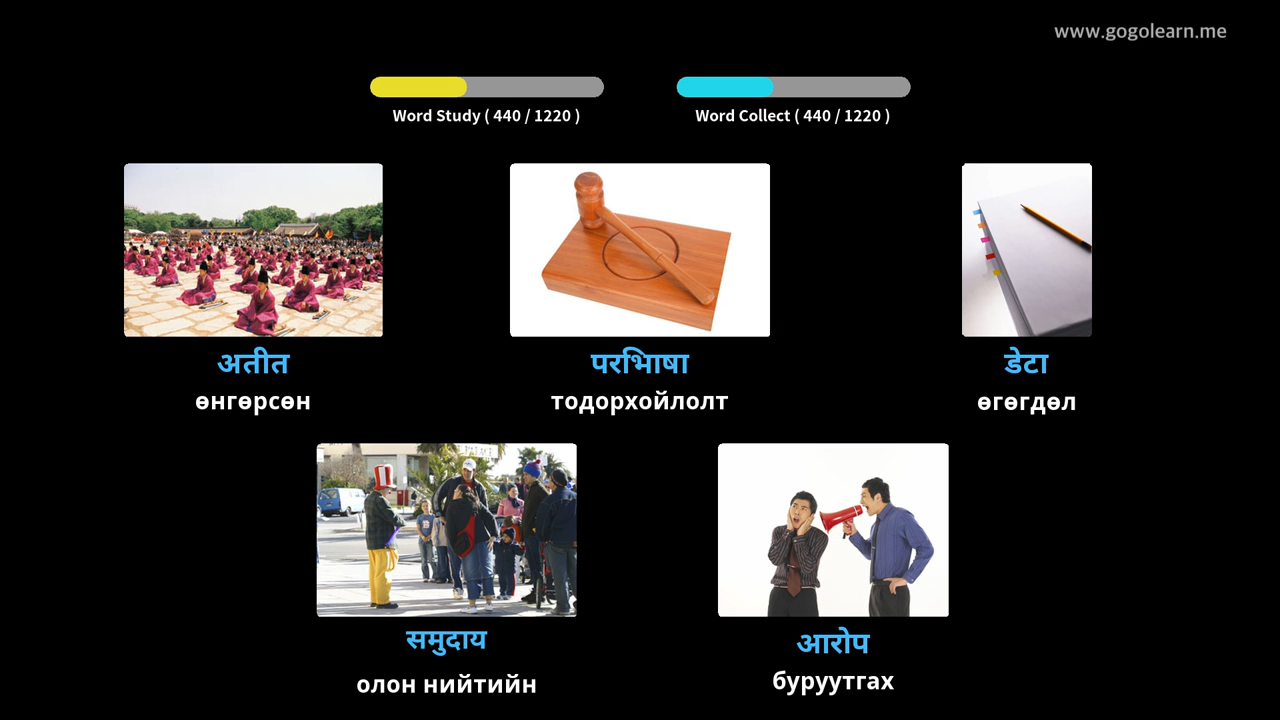 www.gogolearn.me
Word Study ( 440 / 1220 )
Word Collect ( 440 / 1220 )
अतीत
परिभाषा
डेटा
өнгөрсөн
тодорхойлолт
өгөгдөл
समुदाय
आरोप
олон нийтийн
буруутгах